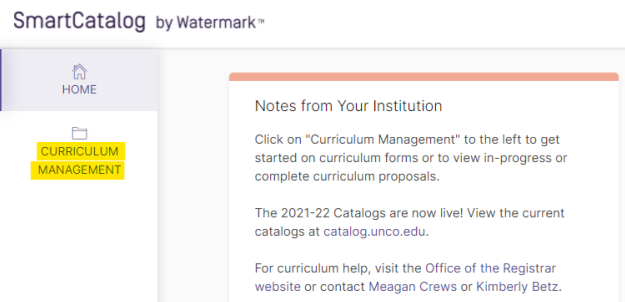 SmartCatalog by Watermark™
HOME
CURRICULUM
MANAGEMENT
Notes from Your Institution
Click on "Curriculum Management" to the left to get
started on curriculum forms or to view in-progress or
complete curriculum proposals.
The 2021-22 Catalogs are now live! View the current
catalogs at catalog.unco.edu.
For curriculum help, visit the Office of the Registrar
website or contact Meagan Crews or Kimberly Betz.